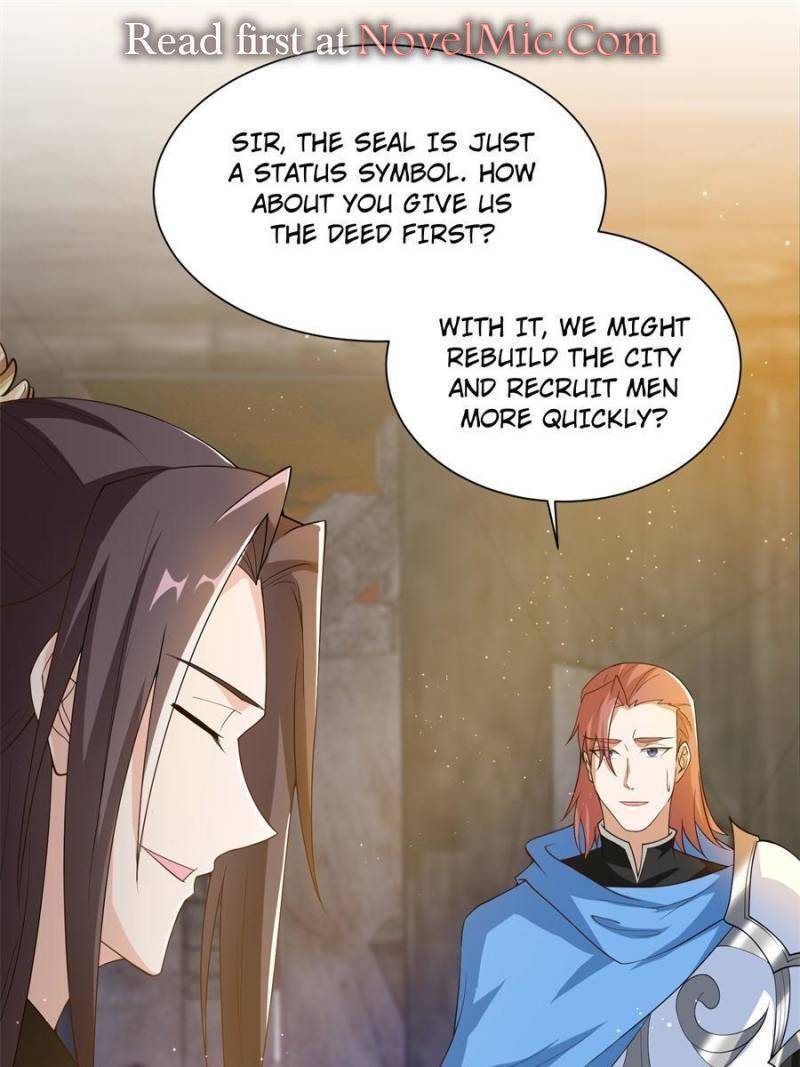 Read first at NovelMic.Com
SIR, THE SEAL IS JUST
A STATUS SYMBOL. HOW
ABOUT YOU GIVE US
THE DEED FIRST?
WITH IT, WE MIGHT
REBUILD THE CITY
AND RECRUIT MEN
MORE QUICKLY?